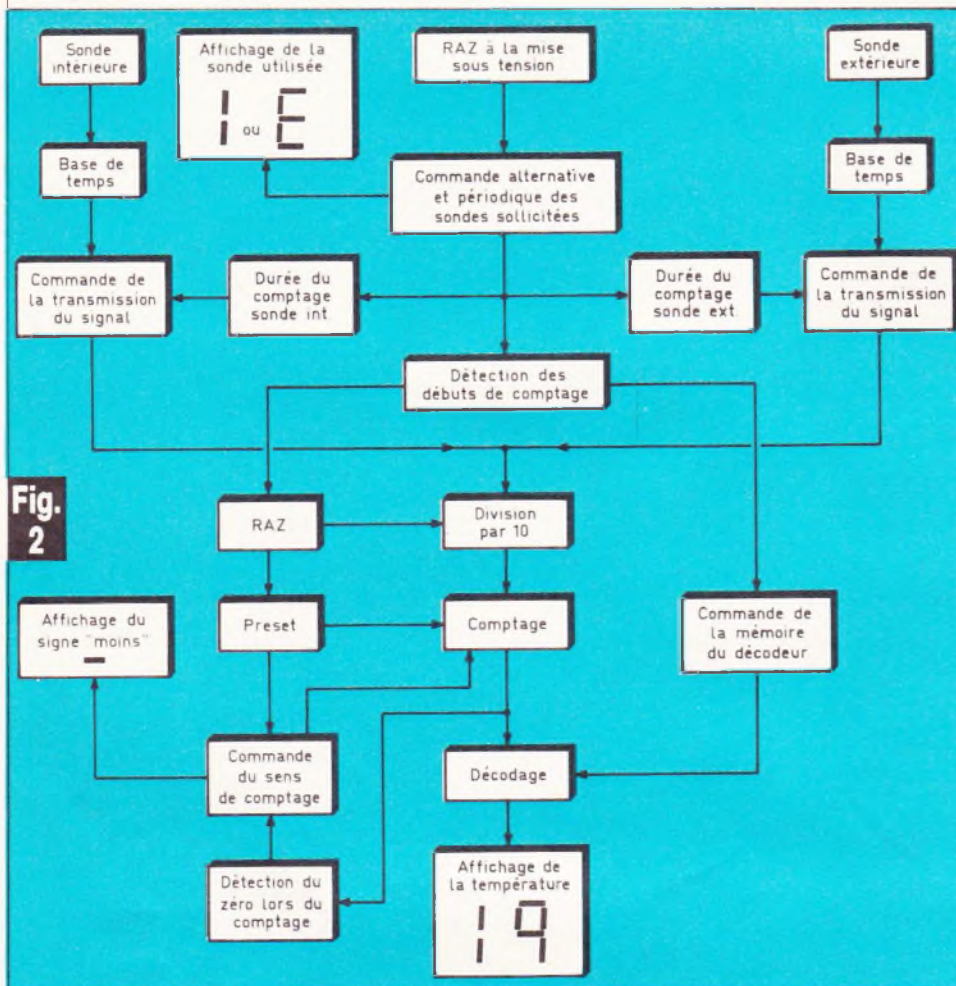 Sonde
intérieure
Affichage de la
sonde utilisée
I ou E
RAZ à la mise
sous tension
Sonde
extérieure
Base de
temps
Commande alternative
et périodique des
sondes sollicitées
Base de
temps
Commande de
la transmission
du signal
Durée du
comptage
sonde int.
Durée du
comptage
sonde ext.
Commande de
la transmission
du signal
Détection des
débuts de comptage
Fig.
2
RAZ
Division
par 10
Affichage du
signe "moins"
-
Preset
Comptage
Commande de
la mémoire
du décodeur
Commande
du sens
de comptage
Décodage
Détection du
zéro lors du
comptage
Affichage de
la température
19